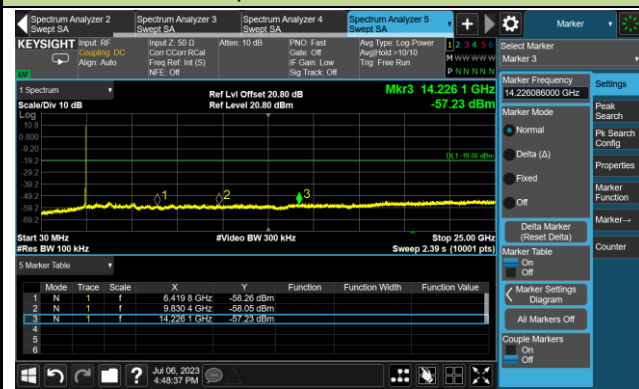 Spectrum Analyzer 2
Swept SA
Spectrum Analyzer 3
Swept SA
Spectrum Analyzer 4
Swept SA
Spectrum Analyzer 5
Swept SA
Marker
KEYSIGHT
Input: RF
Coupling: DC
Align: Auto
Input Z: 50 Ω
Corr CCorr RCal
Freq Ref: Int (S)
NFE: Off
Atten: 10 dB
PNO: Fast
Gate: Off
IF Gain: Low
Sig Track: Off
Avg Type: Log-Power
Avg|Hold:>10/10
Trig: Free Run
1 2 3 4 5 6
M W W W W W
P N N N N N
LW
Select Marker
Marker 3
1 Spectrum
Scale/Div 10 dB
Log
Ref Lvl Offset 20.80 dB
Ref Level 20.80 dBm
Mkr3 14.226 1 GHz
-57.23 dBm
10.8
0.800
-9.20
-19.2
-29.2
-39.2
-49.2
-59.2
-69.2
DL1 -19.00 dBm
1
2
3
Start 30 MHz
#Res BW 100 kHz
#Video BW 300 kHz
Stop 25.00 GHz
Sweep 2.39 s (10001 pts)
5 Marker Table
Mode Trace Scale X Y Function Function Width Function Value
1 N 1 f 6.419 8 GHz -58.26 dBm
2 N 1 f 9.830 4 GHz -58.05 dBm
3 N 1 f 14.226 1 GHz -57.23 dBm
4
5
6
Marker Frequency
14.226086000 GHz
Marker Mode
Normal
Delta (Δ)
Fixed
Off
Delta Marker
(Reset Delta)
Marker Table
On
Off
Marker Settings
Diagram
All Markers Off
Couple Markers
On
Off
Settings
Peak
Search
Pk Search
Config
Properties
Marker
Function
Marker→
Counter
?
Jul 06, 2023
4:48:37 PM